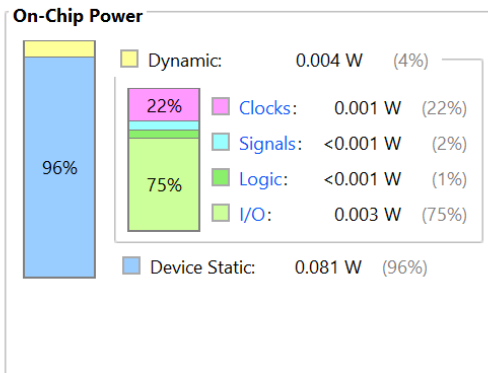 On-Chip Power
Dynamic: 0.004 W (4%)
96%
22%
75%
Clocks: 0.001 W (22%)
Signals: <0.001 W (2%)
Logic: <0.001 W (1%)
I/O: 0.003 W (75%)
Device Static: 0.081 W (96%)